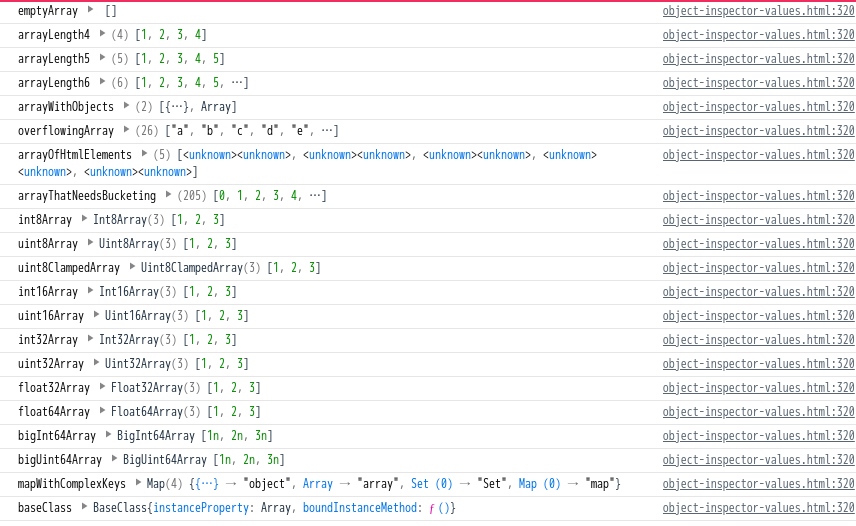 emptyArray ▶ [] object-inspector-values.html:320
arrayLength4 ▶ (4) [1, 2, 3, 4] object-inspector-values.html:320
arrayLength5 ▶ (5) [1, 2, 3, 4, 5] object-inspector-values.html:320
arrayLength6 ▶ (6) [1, 2, 3, 4, 5, …] object-inspector-values.html:320
arrayWithObjects ▶ (2) [{…}, Array] object-inspector-values.html:320
overflowingArray ▶ (26) ["a", "b", "c", "d", "e", …] object-inspector-values.html:320
arrayOfHtmlElements ▶ (5) [<unknown><unknown>, <unknown><unknown>, <unknown><unknown>, <unknown> object-inspector-values.html:320
<unknown>, <unknown><unknown>]
arrayThatNeedsBucketing ▶ (205) [0, 1, 2, 3, 4, …] object-inspector-values.html:320
int8Array ▶ Int8Array(3) [1, 2, 3] object-inspector-values.html:320
uint8Array ▶ Uint8Array(3) [1, 2, 3] object-inspector-values.html:320
uint8ClampedArray ▶ Uint8ClampedArray(3) [1, 2, 3] object-inspector-values.html:320
int16Array ▶ Int16Array(3) [1, 2, 3] object-inspector-values.html:320
uint16Array ▶ Uint16Array(3) [1, 2, 3] object-inspector-values.html:320
int32Array ▶ Int32Array(3) [1, 2, 3] object-inspector-values.html:320
uint32Array ▶ Uint32Array(3) [1, 2, 3] object-inspector-values.html:320
float32Array ▶ Float32Array(3) [1, 2, 3] object-inspector-values.html:320
float64Array ▶ Float64Array(3) [1, 2, 3] object-inspector-values.html:320
bigInt64Array ▶ BigInt64Array [1n, 2n, 3n] object-inspector-values.html:320
bigUint64Array ▶ BigUint64Array [1n, 2n, 3n] object-inspector-values.html:320
mapWithComplexKeys ▶ Map(4) {{…} → "object", Array → "array", Set (0) → "Set", Map (0) → "map"} object-inspector-values.html:320
baseClass ▶ BaseClass{instanceProperty: Array, boundInstanceMethod: ƒ ()} object-inspector-values.html:320